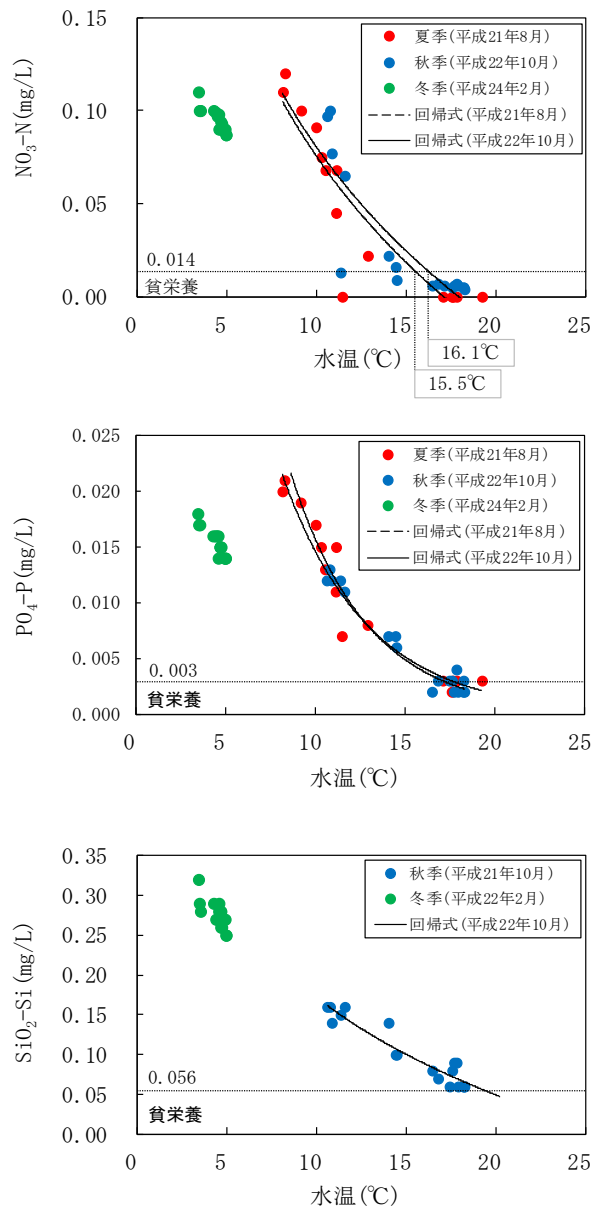 NO₃-N(mg/L)
0.15
0.10
0.05
0.00
夏季(平成21年8月)
秋季(平成22年10月)
冬季(平成24年2月)
回帰式(平成21年8月)
回帰式(平成22年10月)
0.014
貧栄養
0 5 10 15 20 25
水温(℃)
16.1℃
15.5℃
PO₄-P(mg/L)
0.025
0.020
0.015
0.010
0.005
0.000
夏季(平成21年8月)
秋季(平成22年10月)
冬季(平成24年2月)
回帰式(平成21年8月)
回帰式(平成22年10月)
0.003
貧栄養
0 5 10 15 20 25
水温(℃)
SiO₂-Si(mg/L)
0.35
0.30
0.25
0.20
0.15
0.10
0.05
0.00
秋季(平成21年10月)
冬季(平成22年2月)
回帰式(平成22年10月)
0.056
貧栄養
0 5 10 15 20 25
水温(℃)